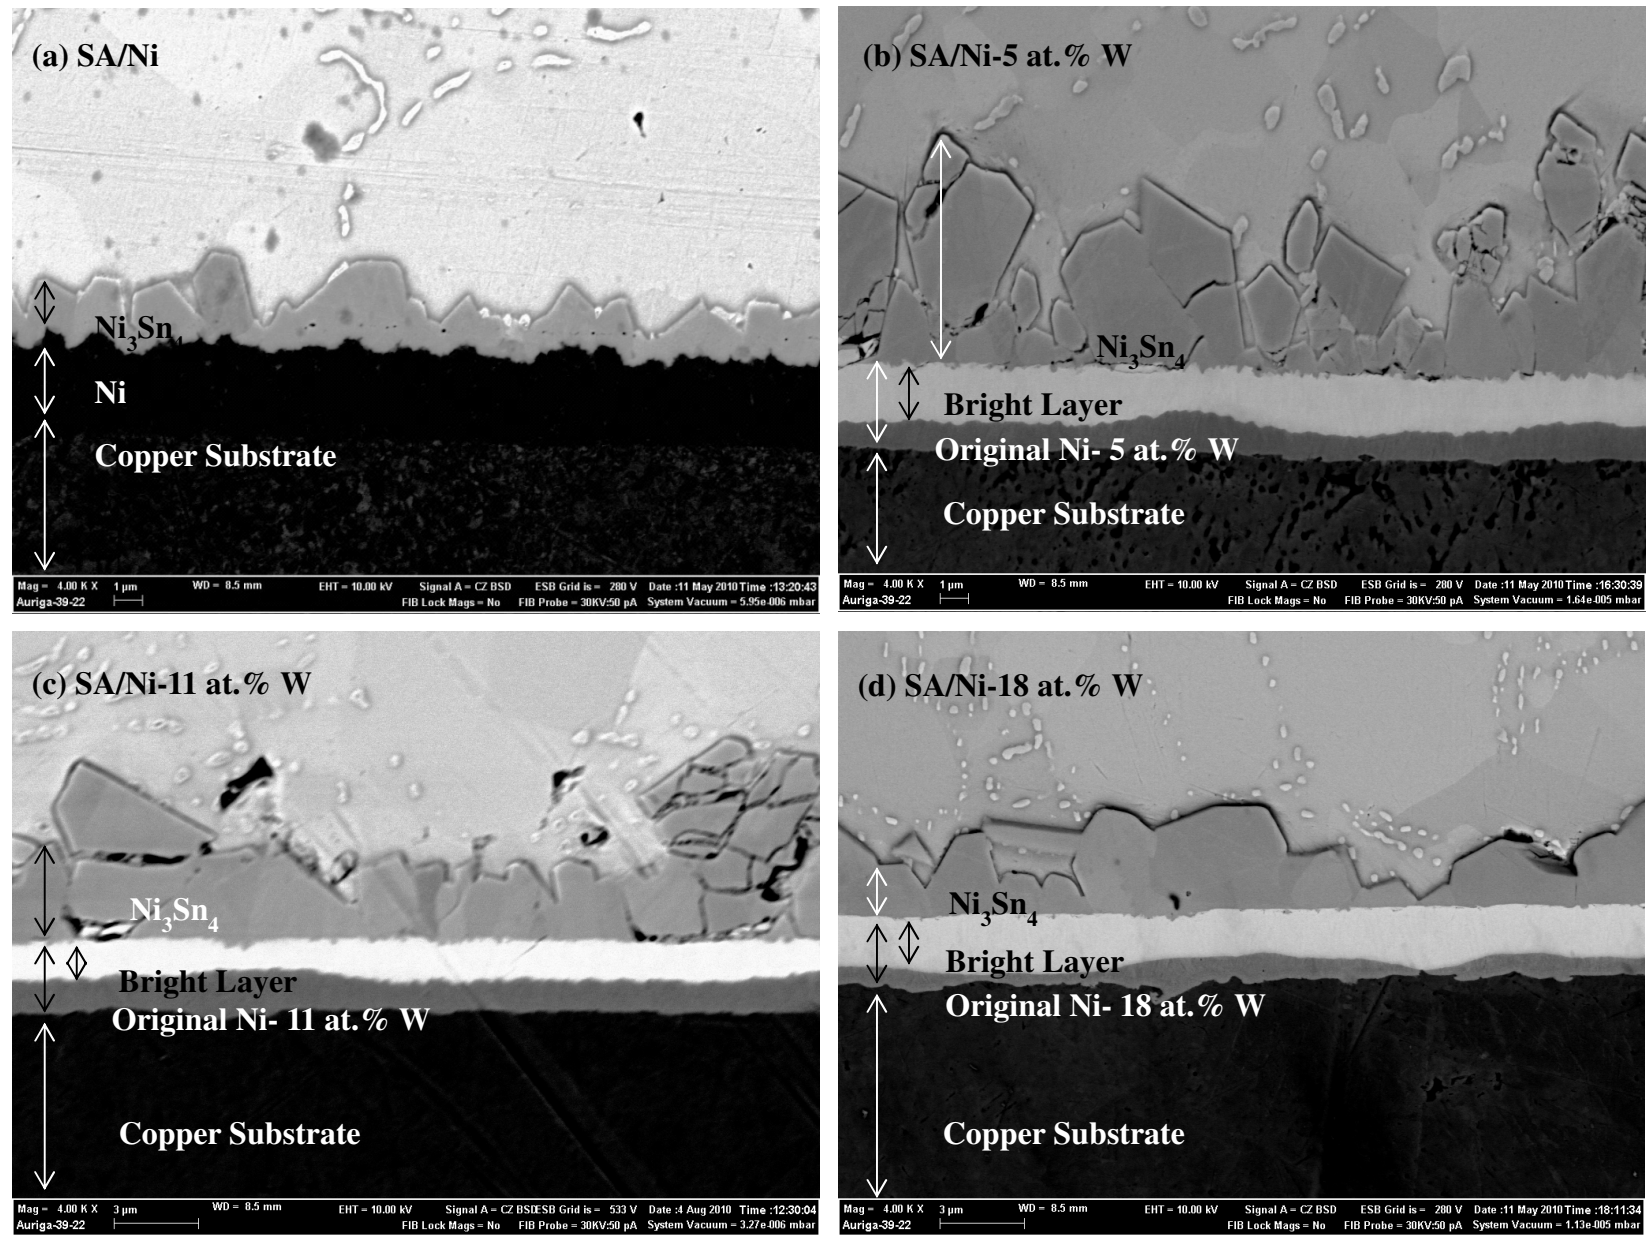 (a) SA/Ni
Ni3Sn4
Ni
Copper Substrate
Mag = 4.00 K X 1 µm WD = 8.5 mm EHT = 10.00 kV Signal A = CZ BSD ESB Grid is = 280 V Date :11 May 2010 Time :13:20:43
Auriga-39-22 FIB Lock Mags = No FIB Probe = 30KV:50 pA System Vacuum = 5.95e-006 mbar
(b) SA/Ni-5 at.% W
Ni3Sn4
Bright Layer
Original Ni- 5 at.% W
Copper Substrate
Mag = 4.00 K X 1 µm WD = 8.5 mm EHT = 10.00 kV Signal A = CZ BSD ESB Grid is = 280 V Date :11 May 2010 Time :16:30:39
Auriga-39-22 FIB Lock Mags = No FIB Probe = 30KV:50 pA System Vacuum = 1.64e-005 mbar
(c) SA/Ni-11 at.% W
Ni3Sn4
Bright Layer
Original Ni- 11 at.% W
Copper Substrate
Mag = 4.00 K X 3 µm WD = 8.5 mm EHT = 10.00 kV Signal A = CZ BSDESB Grid is = 533 V Date :4 Aug 2010 Time :12:30:04
Auriga-39-22 FIB Lock Mags = No FIB Probe = 30KV:50 pA System Vacuum = 3.27e-006 mbar
(d) SA/Ni-18 at.% W
Ni3Sn4
Bright Layer
Original Ni- 18 at.% W
Copper Substrate
Mag = 4.00 K X 3 µm WD = 8.5 mm EHT = 10.00 kV Signal A = CZ BSD ESB Grid is = 280 V Date :11 May 2010 Time :18:11:34
Auriga-39-22 FIB Lock Mags = No FIB Probe = 30KV:50 pA System Vacuum = 1.13e-005 mbar